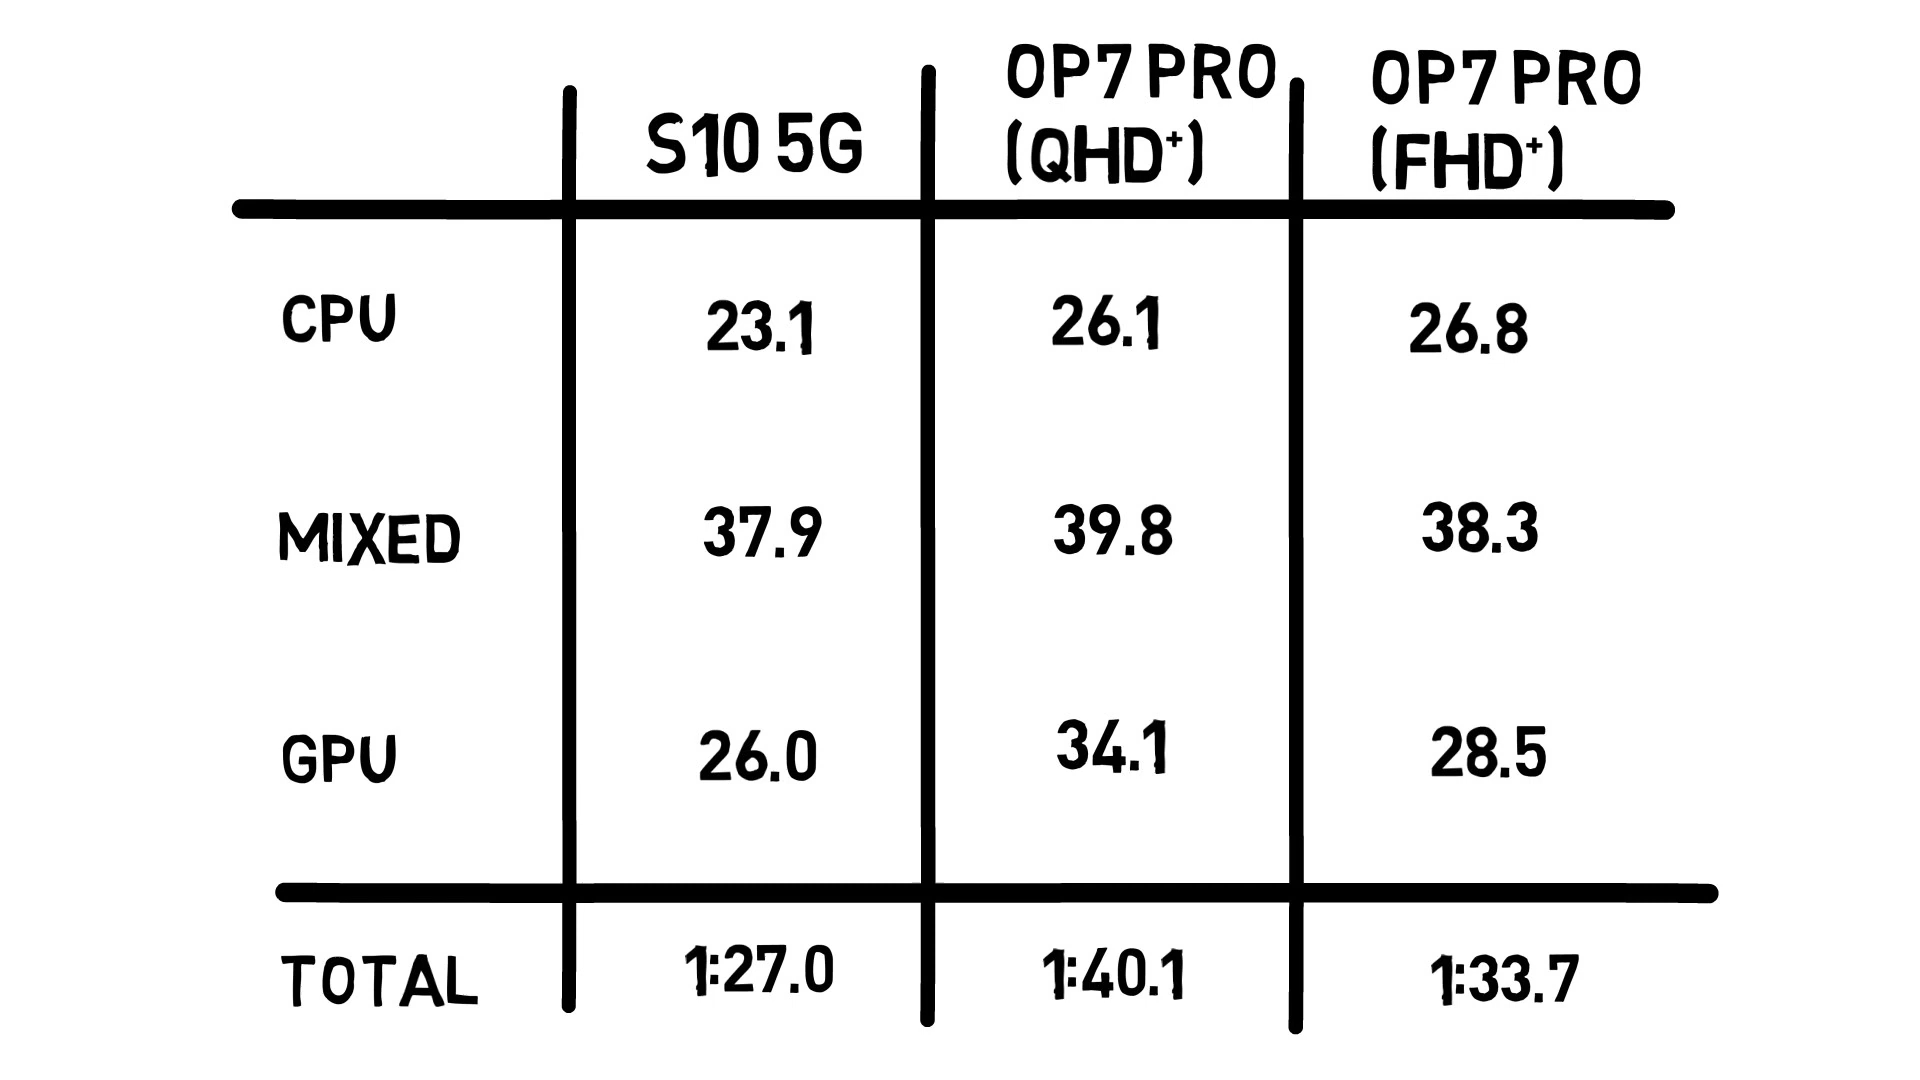 S10 5G OP7 PRO (QHD+) OP7 PRO (FHD+)
CPU 23.1 26.1 26.8
MIXED 37.9 39.8 38.3
GPU 26.0 34.1 28.5
TOTAL 1:27.0 1:40.1 1:33.7